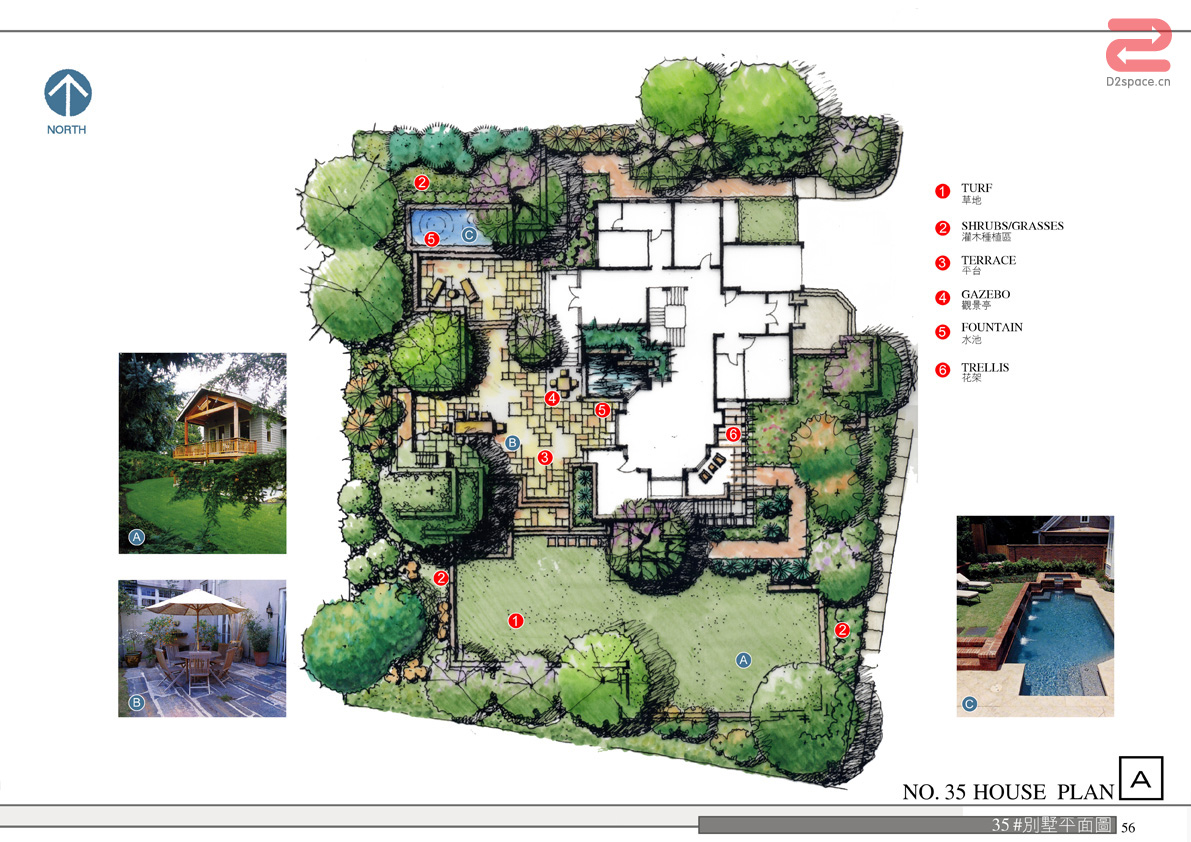 D2space.cn
NORTH
1 TURF
草地
2 SHRUBS/GRASSES
灌木種植區
3 TERRACE
平台
4 GAZEBO
觀景亭
5 FOUNTAIN
水池
6 TRELLIS
花架
2
5 C
4
5
B
3
6
2
1
2
A
A
B
C
NO. 35 HOUSE PLAN A
35#別墅平面圖 56